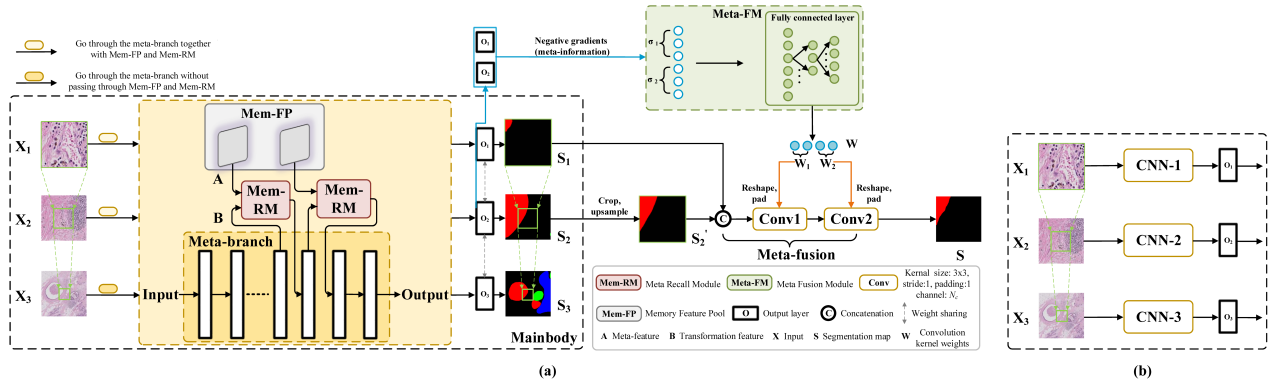 Go through the meta-branch together
with Mem-FP and Mem-RM
Go through the meta-branch without
passing through Mem-FP and Mem-RM
X1
X2
X3
Mem-FP
A
B
Mem-
RM
Mem-
RM
Meta-branch
Input
Output
O1
O2
O3
S1
S2
S3
Mainbody
O1
O2
Negative gradients
(meta-information)
Meta-FM
σ1
σ2
Fully connected layer
W
W1
W2
Reshape,
pad
Reshape,
pad
Crop,
upsample
S2'
C
Conv1
Conv2
Meta-fusion
S
Mem-RM
Meta Recall Module
Meta-FM
Meta Fusion Module
Conv
Kernel size: 3x3,
stride:1, padding:1
channel: Nc
Mem-FP
Memory Feature Pool
O
Output layer
C
Concatenation
Weight sharing
A Meta-feature
B Transformation feature
X Input
S Segmentation map
W Convolution
kernel weights
(a)
X1
CNN-1
O1
X2
CNN-2
O2
X3
CNN-3
O3
(b)